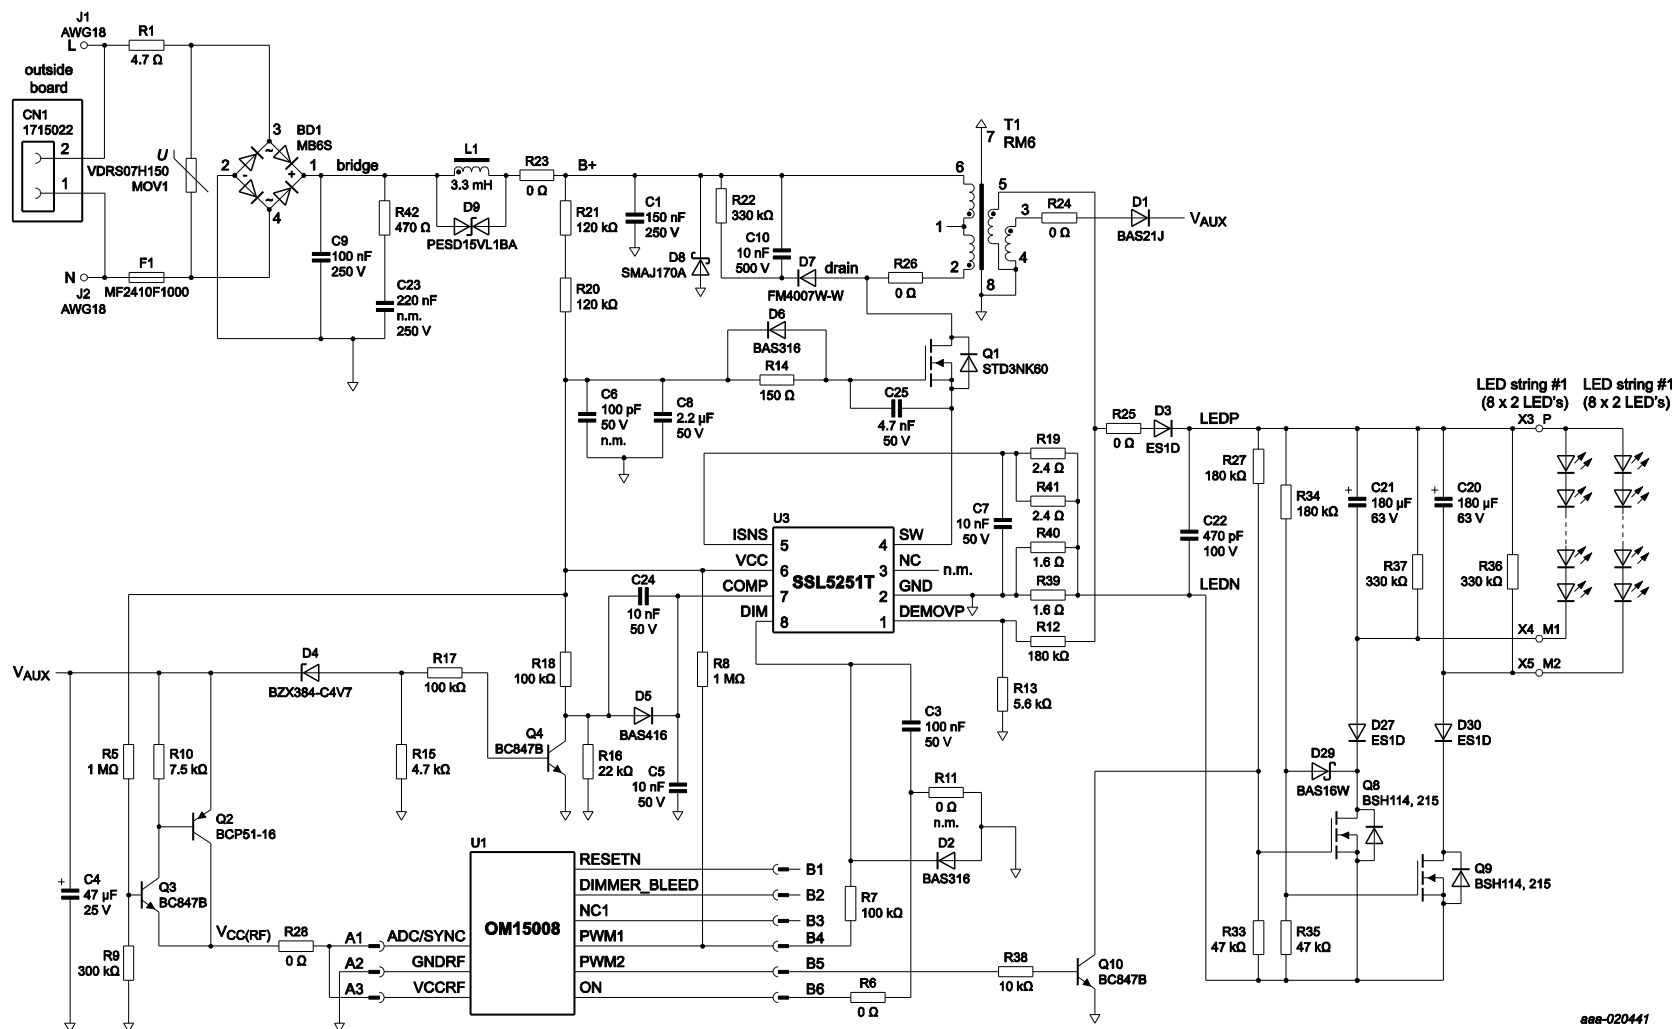 J1
AWG18
L
R1
4.7 Ω
outside
board
CN1
1715022
2
1
U
VDRS07H150
MOV1
N
J2
AWG18
F1
MF2410F1000
3
2
~
-
+
~
4
BD1
MB6S
1
bridge
C9
100 nF
250 V
R42
470 Ω
C23
220 nF
n.m.
250 V
L1
3.3 mH
D9
PESD15VL1BA
R23
0 Ω
B+
R21
120 kΩ
R20
120 kΩ
C1
150 nF
250 V
D8
SMAJ170A
R22
330 kΩ
C10
10 nF
500 V
D7
FM4007W-W
drain
R26
0 Ω
T1
RM6
7
6
1
2
5
3
4
8
R24
0 Ω
D1
BAS21J
VAUX
D6
BAS316
R14
150 Ω
Q1
STD3NK60
C25
4.7 nF
50 V
C6
100 pF
50 V
n.m.
C8
2.2 µF
50 V
R19
2.4 Ω
R41
2.4 Ω
R40
1.6 Ω
R39
1.6 Ω
R12
180 kΩ
C7
10 nF
50 V
R13
5.6 kΩ
U3
SSL5251T
ISNS
5
VCC
6
COMP
7
DIM
8
SW
4
NC
3
n.m.
GND
2
DEMOVP
1
R25
0 Ω
D3
ES1D
LEDP
LEDN
C22
470 pF
100 V
R27
180 kΩ
R34
180 kΩ
+
C21
180 µF
63 V
+
C20
180 µF
63 V
R37
330 kΩ
R36
330 kΩ
LED string #1
(8 x 2 LED's)
LED string #1
(8 x 2 LED's)
X3 P
X4 M1
X5 M2
D27
ES1D
D30
ES1D
D29
BAS16W
Q8
BSH114, 215
Q9
BSH114, 215
R33
47 kΩ
R35
47 kΩ
VAUX
D4
BZX384-C4V7
R17
100 kΩ
R18
100 kΩ
C24
10 nF
50 V
D5
BAS416
R8
1 MΩ
C3
100 nF
50 V
R5
1 MΩ
R10
7.5 kΩ
Q2
BCP51-16
R15
4.7 kΩ
Q4
BC847B
R16
22 kΩ
C5
10 nF
50 V
R11
0 Ω
n.m.
D2
BAS316
+
C4
47 µF
25 V
Q3
BC847B
R9
300 kΩ
VCC(RF)
R28
0 Ω
A1
A2
A3
U1
OM15008
ADC/SYNC
GNDRF
VCCRF
RESETN
DIMMER_BLEED
NC1
PWM1
PWM2
ON
B1
B2
B3
B4
B5
B6
R7
100 kΩ
R6
0 Ω
R38
10 kΩ
Q10
BC847B
aaa-020441